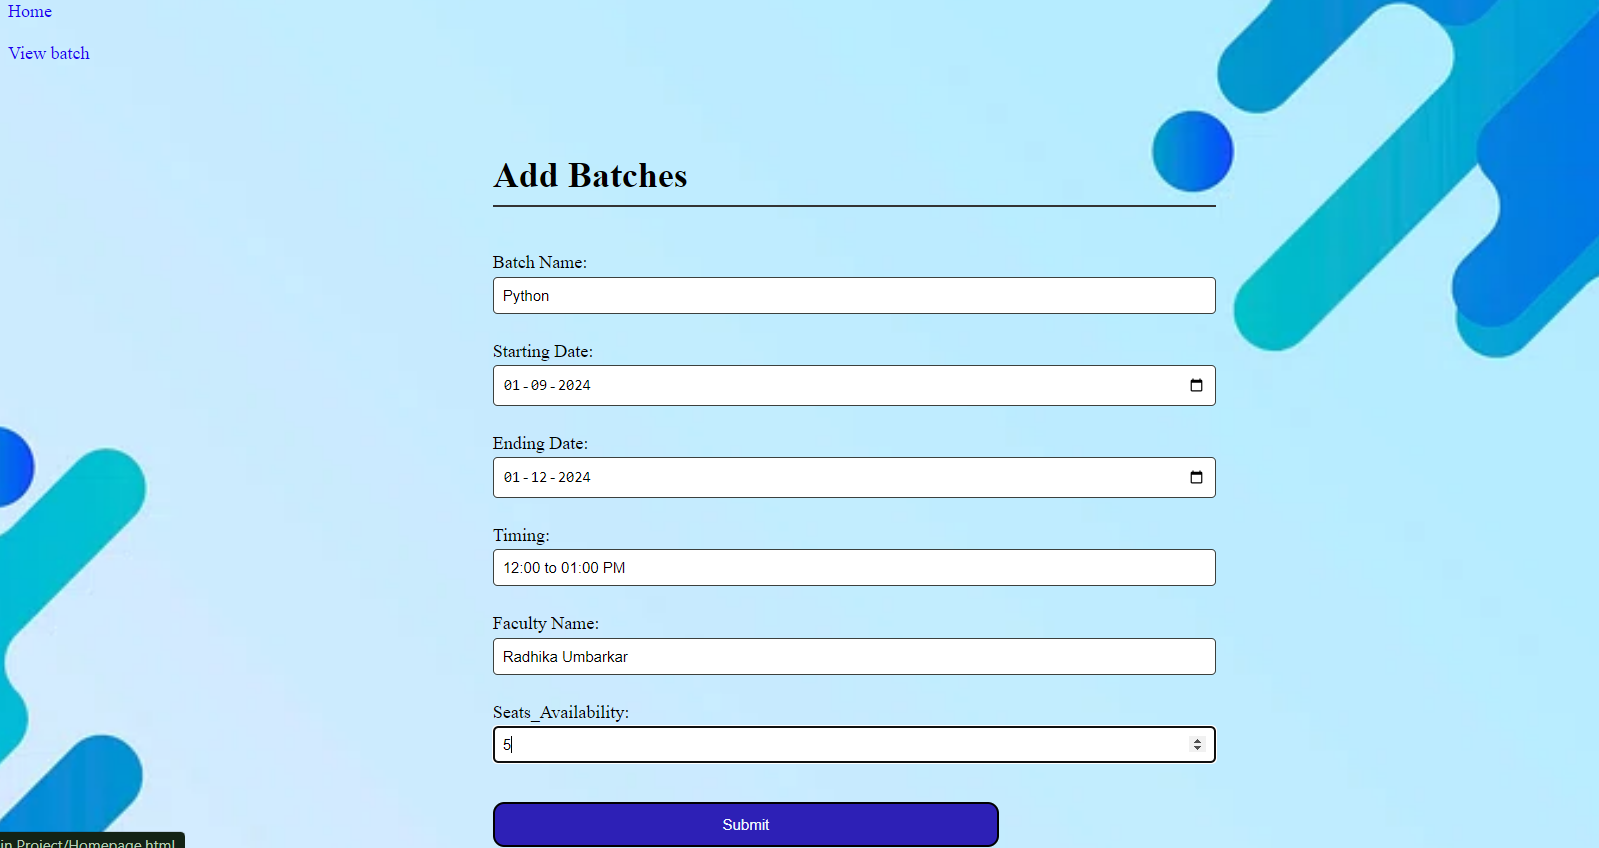 Home
View batch
Add Batches
Batch Name:
Python
Starting Date:
01-09-2024
Ending Date:
01-12-2024
Timing:
12:00 to 01:00 PM
Faculty Name:
Radhika Umbarkar
Seats_Availability:
5
Submit
in Project/Homepage.html